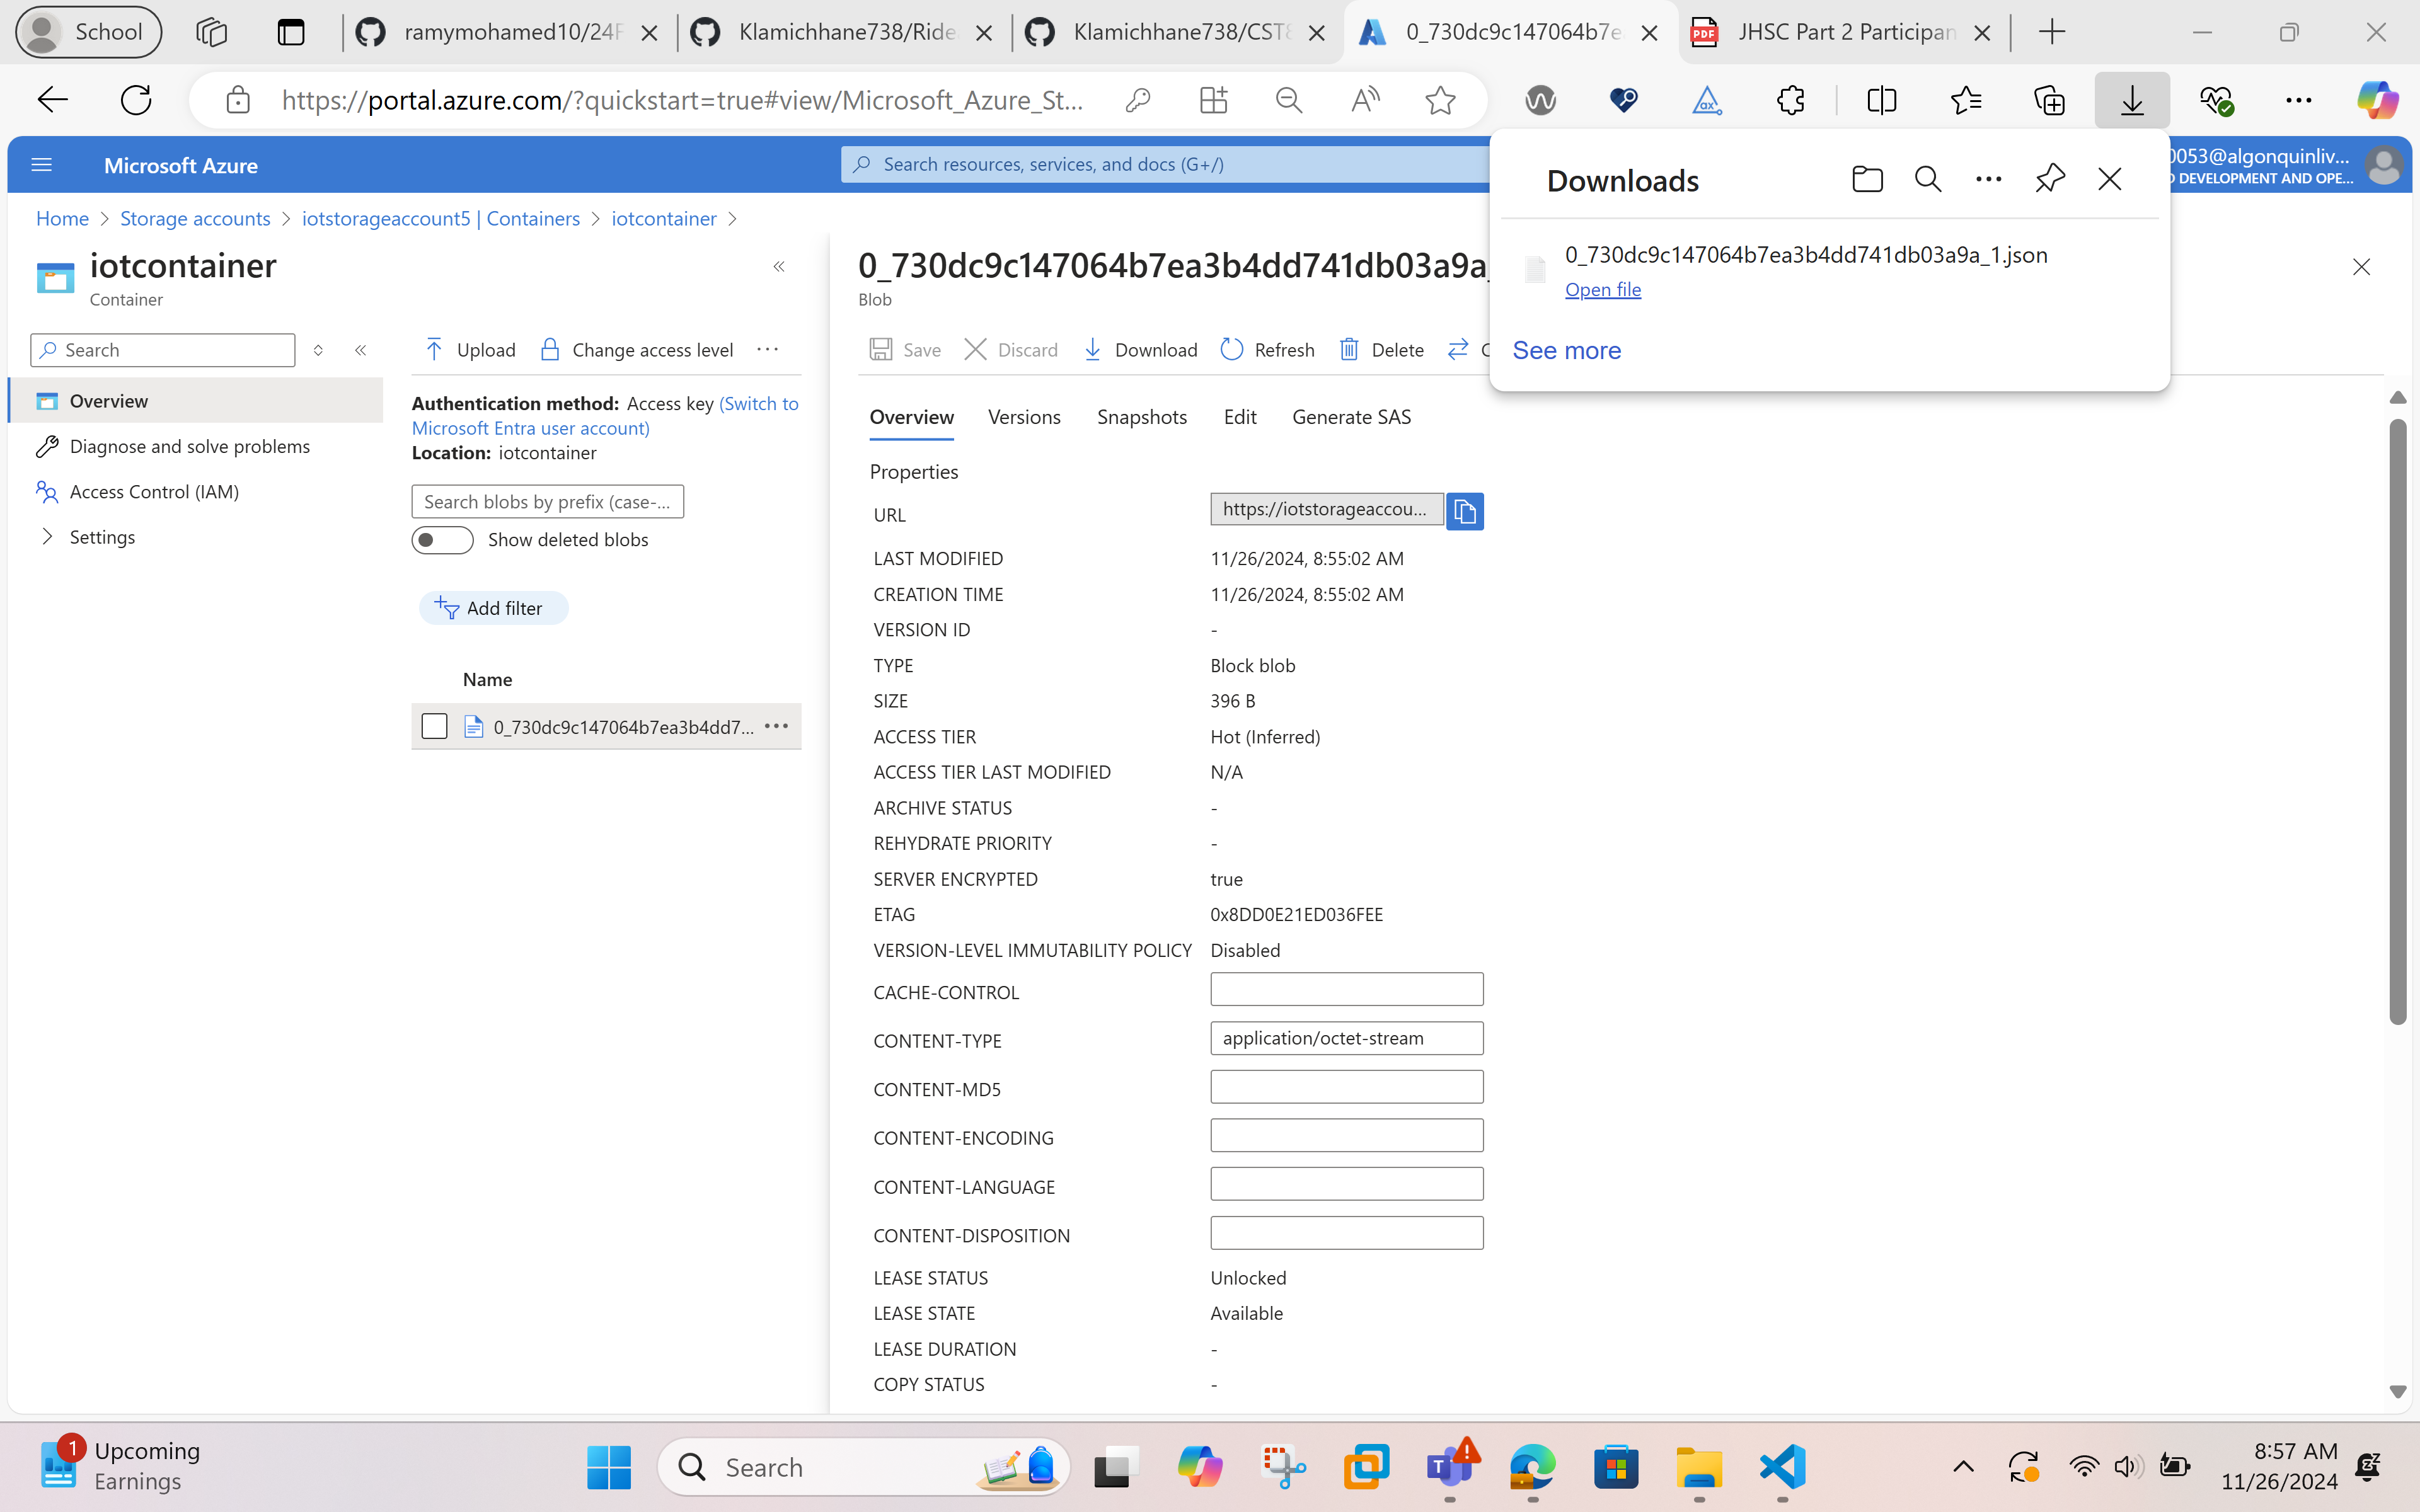 School
ramymohamed10/24F
Klamichhane738/Ride
Klamichhane738/CST8
0_730dc9c147064b7e
JHSC Part 2 Participan
https://portal.azure.com/?quickstart=true#view/Microsoft_Azure_St...
Microsoft Azure
Search resources, services, and docs (G+/)
0053@algonquinliv...
DEVELOPMENT AND OPE...
Downloads
0_730dc9c147064b7ea3b4dd741db03a9a_1.json
Open file
See more
Home > Storage accounts > iotstorageaccount5 | Containers > iotcontainer >
iotcontainer
Container
Search
Overview
Diagnose and solve problems
Access Control (IAM)
Settings
Upload
Change access level
Authentication method: Access key (Switch to
Microsoft Entra user account)
Location: iotcontainer
Search blobs by prefix (case-...
Show deleted blobs
Add filter
Name
0_730dc9c147064b7ea3b4dd7...
0_730dc9c147064b7ea3b4dd741db03a9a_
Blob
Save
Discard
Download
Refresh
Delete
Overview
Versions
Snapshots
Edit
Generate SAS
Properties
URL https://iotstorageaccou...
LAST MODIFIED 11/26/2024, 8:55:02 AM
CREATION TIME 11/26/2024, 8:55:02 AM
VERSION ID -
TYPE Block blob
SIZE 396 B
ACCESS TIER Hot (Inferred)
ACCESS TIER LAST MODIFIED N/A
ARCHIVE STATUS -
REHYDRATE PRIORITY -
SERVER ENCRYPTED true
ETAG 0x8DD0E21ED036FEE
VERSION-LEVEL IMMUTABILITY POLICY Disabled
CACHE-CONTROL
CONTENT-TYPE application/octet-stream
CONTENT-MD5
CONTENT-ENCODING
CONTENT-LANGUAGE
CONTENT-DISPOSITION
LEASE STATUS Unlocked
LEASE STATE Available
LEASE DURATION -
COPY STATUS -
1
Upcoming
Earnings
Search
8:57 AM
11/26/2024